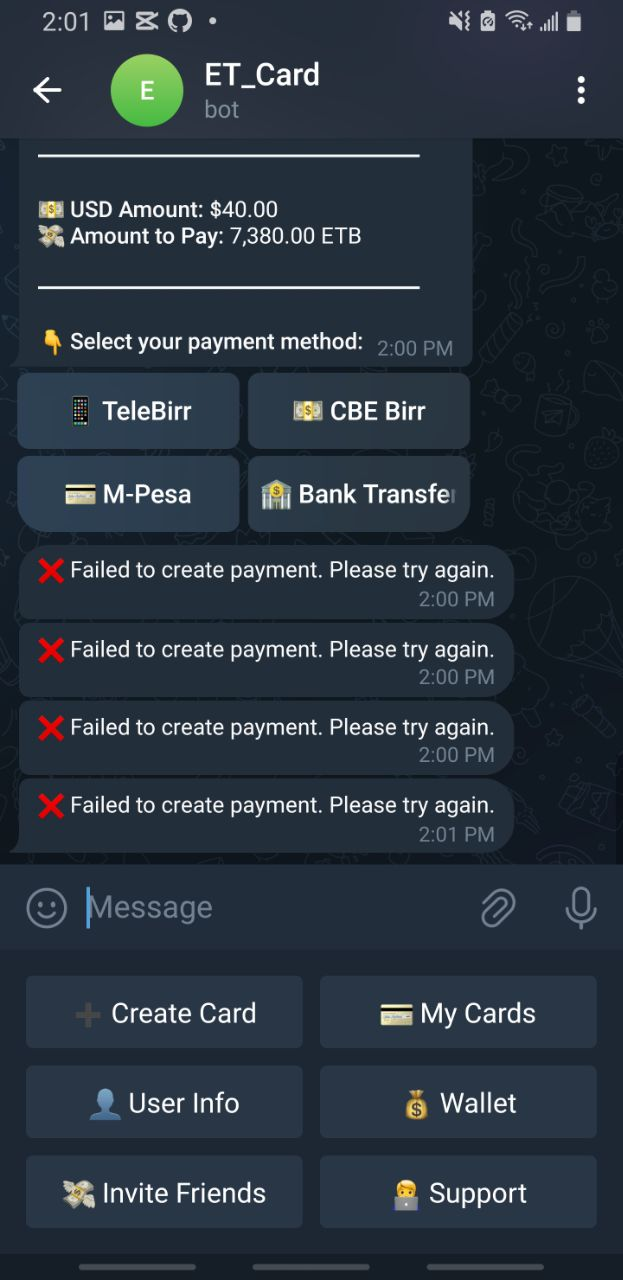 2:01
E
ET_Card
bot
💵 USD Amount: $40.00
💸 Amount to Pay: 7,380.00 ETB
👇 Select your payment method: 2:00 PM
📱 TeleBirr
💵 CBE Birr
💳 M-Pesa
🏦 Bank Transfer
❌ Failed to create payment. Please try again.
2:00 PM
❌ Failed to create payment. Please try again.
2:00 PM
❌ Failed to create payment. Please try again.
2:00 PM
❌ Failed to create payment. Please try again.
2:01 PM
Message
➕ Create Card
💳 My Cards
👤 User Info
💰 Wallet
💸 Invite Friends
🧑‍💻 Support